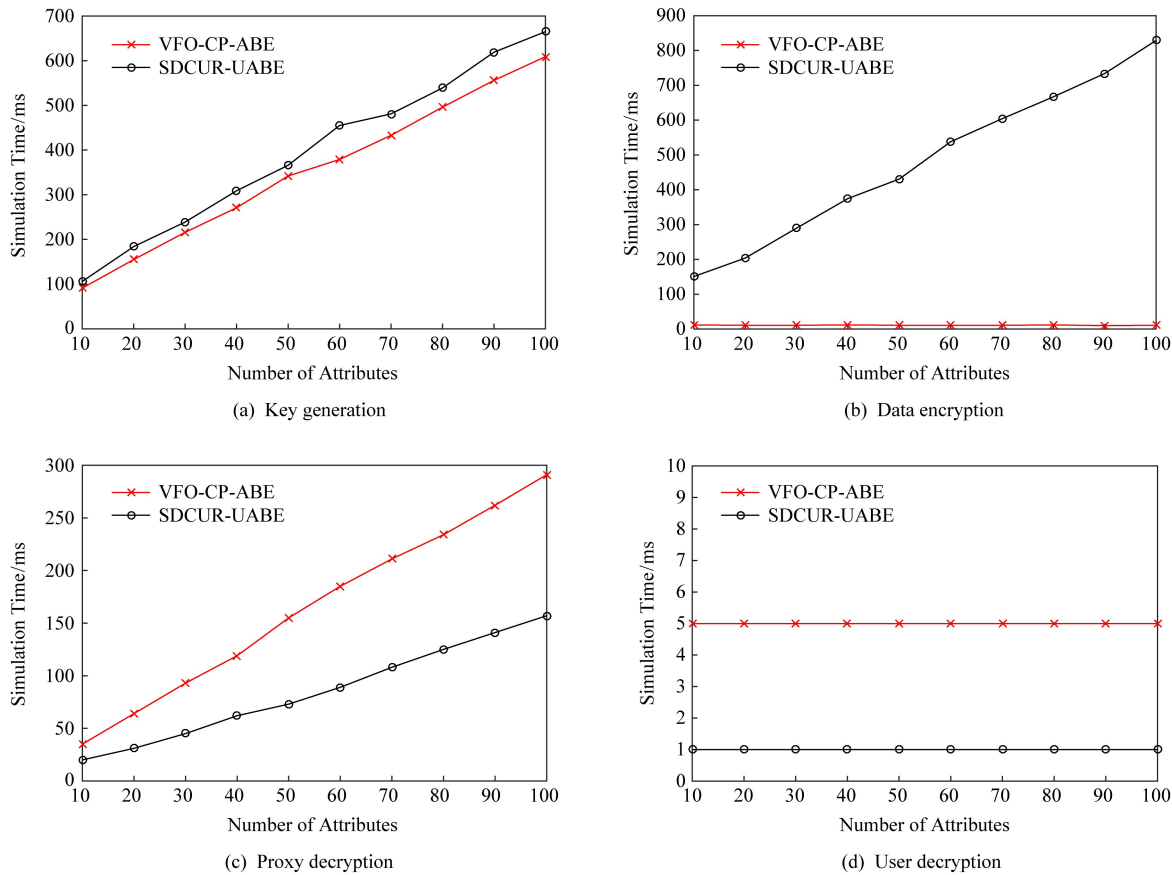 700
600
500
400
300
200
100
0
Simulation Time/ms
VFO-CP-ABE
SDCUR-UABE
10 20 30 40 50 60 70 80 90 100
Number of Attributes
(a) Key generation
900
800
700
600
500
400
300
200
100
0
Simulation Time/ms
VFO-CP-ABE
SDCUR-UABE
10 20 30 40 50 60 70 80 90 100
Number of Attributes
(b) Data encryption
300
250
200
150
100
50
0
Simulation Time/ms
VFO-CP-ABE
SDCUR-UABE
10 20 30 40 50 60 70 80 90 100
Number of Attributes
(c) Proxy decryption
10
9
8
7
6
5
4
3
2
1
0
Simulation Time/ms
VFO-CP-ABE
SDCUR-UABE
10 20 30 40 50 60 70 80 90 100
Number of Attributes
(d) User decryption